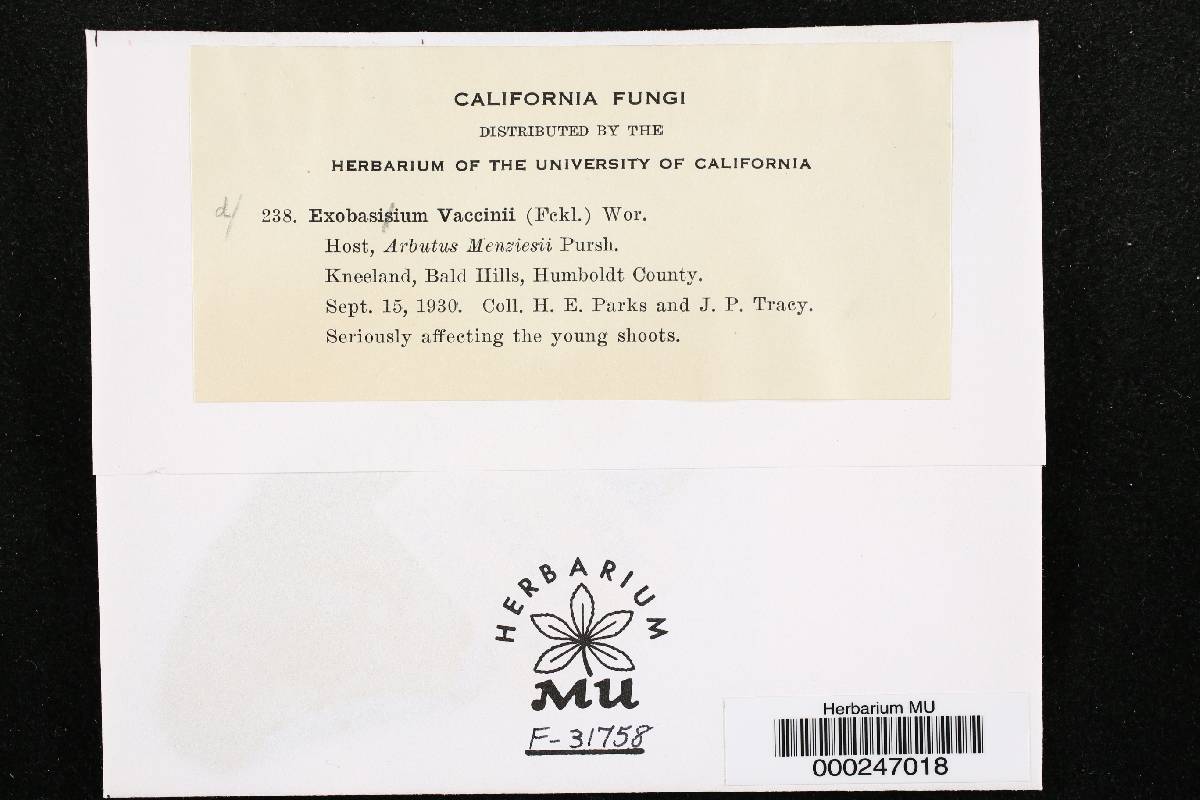 CALIFORNIA FUNGI
DISTRIBUTED BY THE
HERBARIUM OF THE UNIVERSITY OF CALIFORNIA
d/ 238. Exobasisium Vaccinii (Fckl.) Wor.
Host, Arbutus Menziesii Pursh.
Kneeland, Bald Hills, Humboldt County.
Sept. 15, 1930. Coll. H. E. Parks and J. P. Tracy.
Seriously affecting the young shoots.
HERBARIUM
MU
F-31758
Herbarium MU
000247018